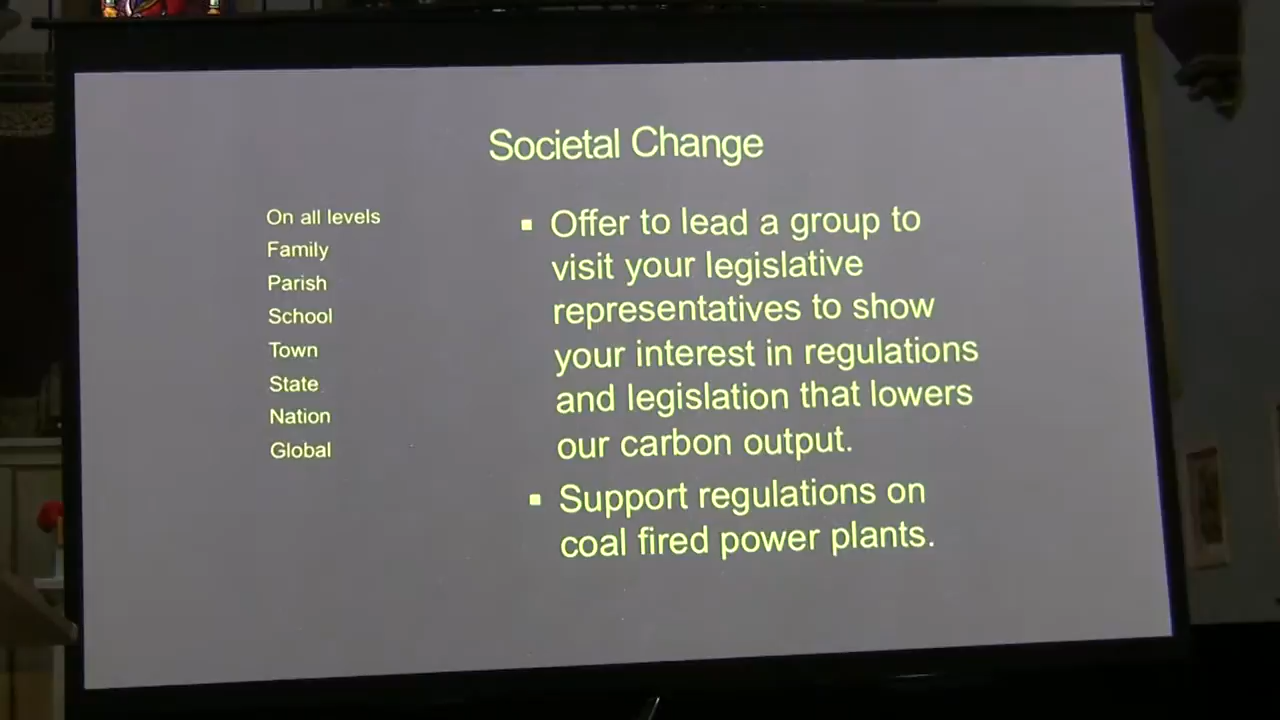 Societal Change
On all levels
Family
Parish
School
Town
State
Nation
Global
▪ Offer to lead a group to
visit your legislative
representatives to show
your interest in regulations
and legislation that lowers
our carbon output.
▪ Support regulations on
coal fired power plants.